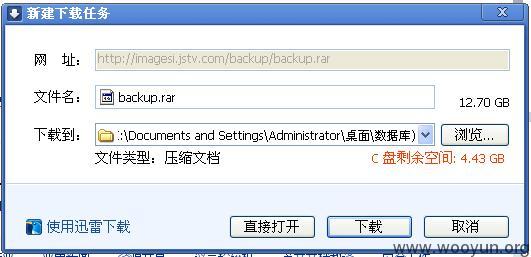 新建下载任务
网 址: http://imagesi.jstv.com/backup/backup.rar
文件名: backup.rar 12.70 GB
下载到: :\Documents and Settings\Administrator\桌面\数据库) 浏览...
文件类型: 压缩文档 C 盘剩余空间: 4.43 GB
使用迅雷下载 直接打开 下载 取消
www.wooyun.org